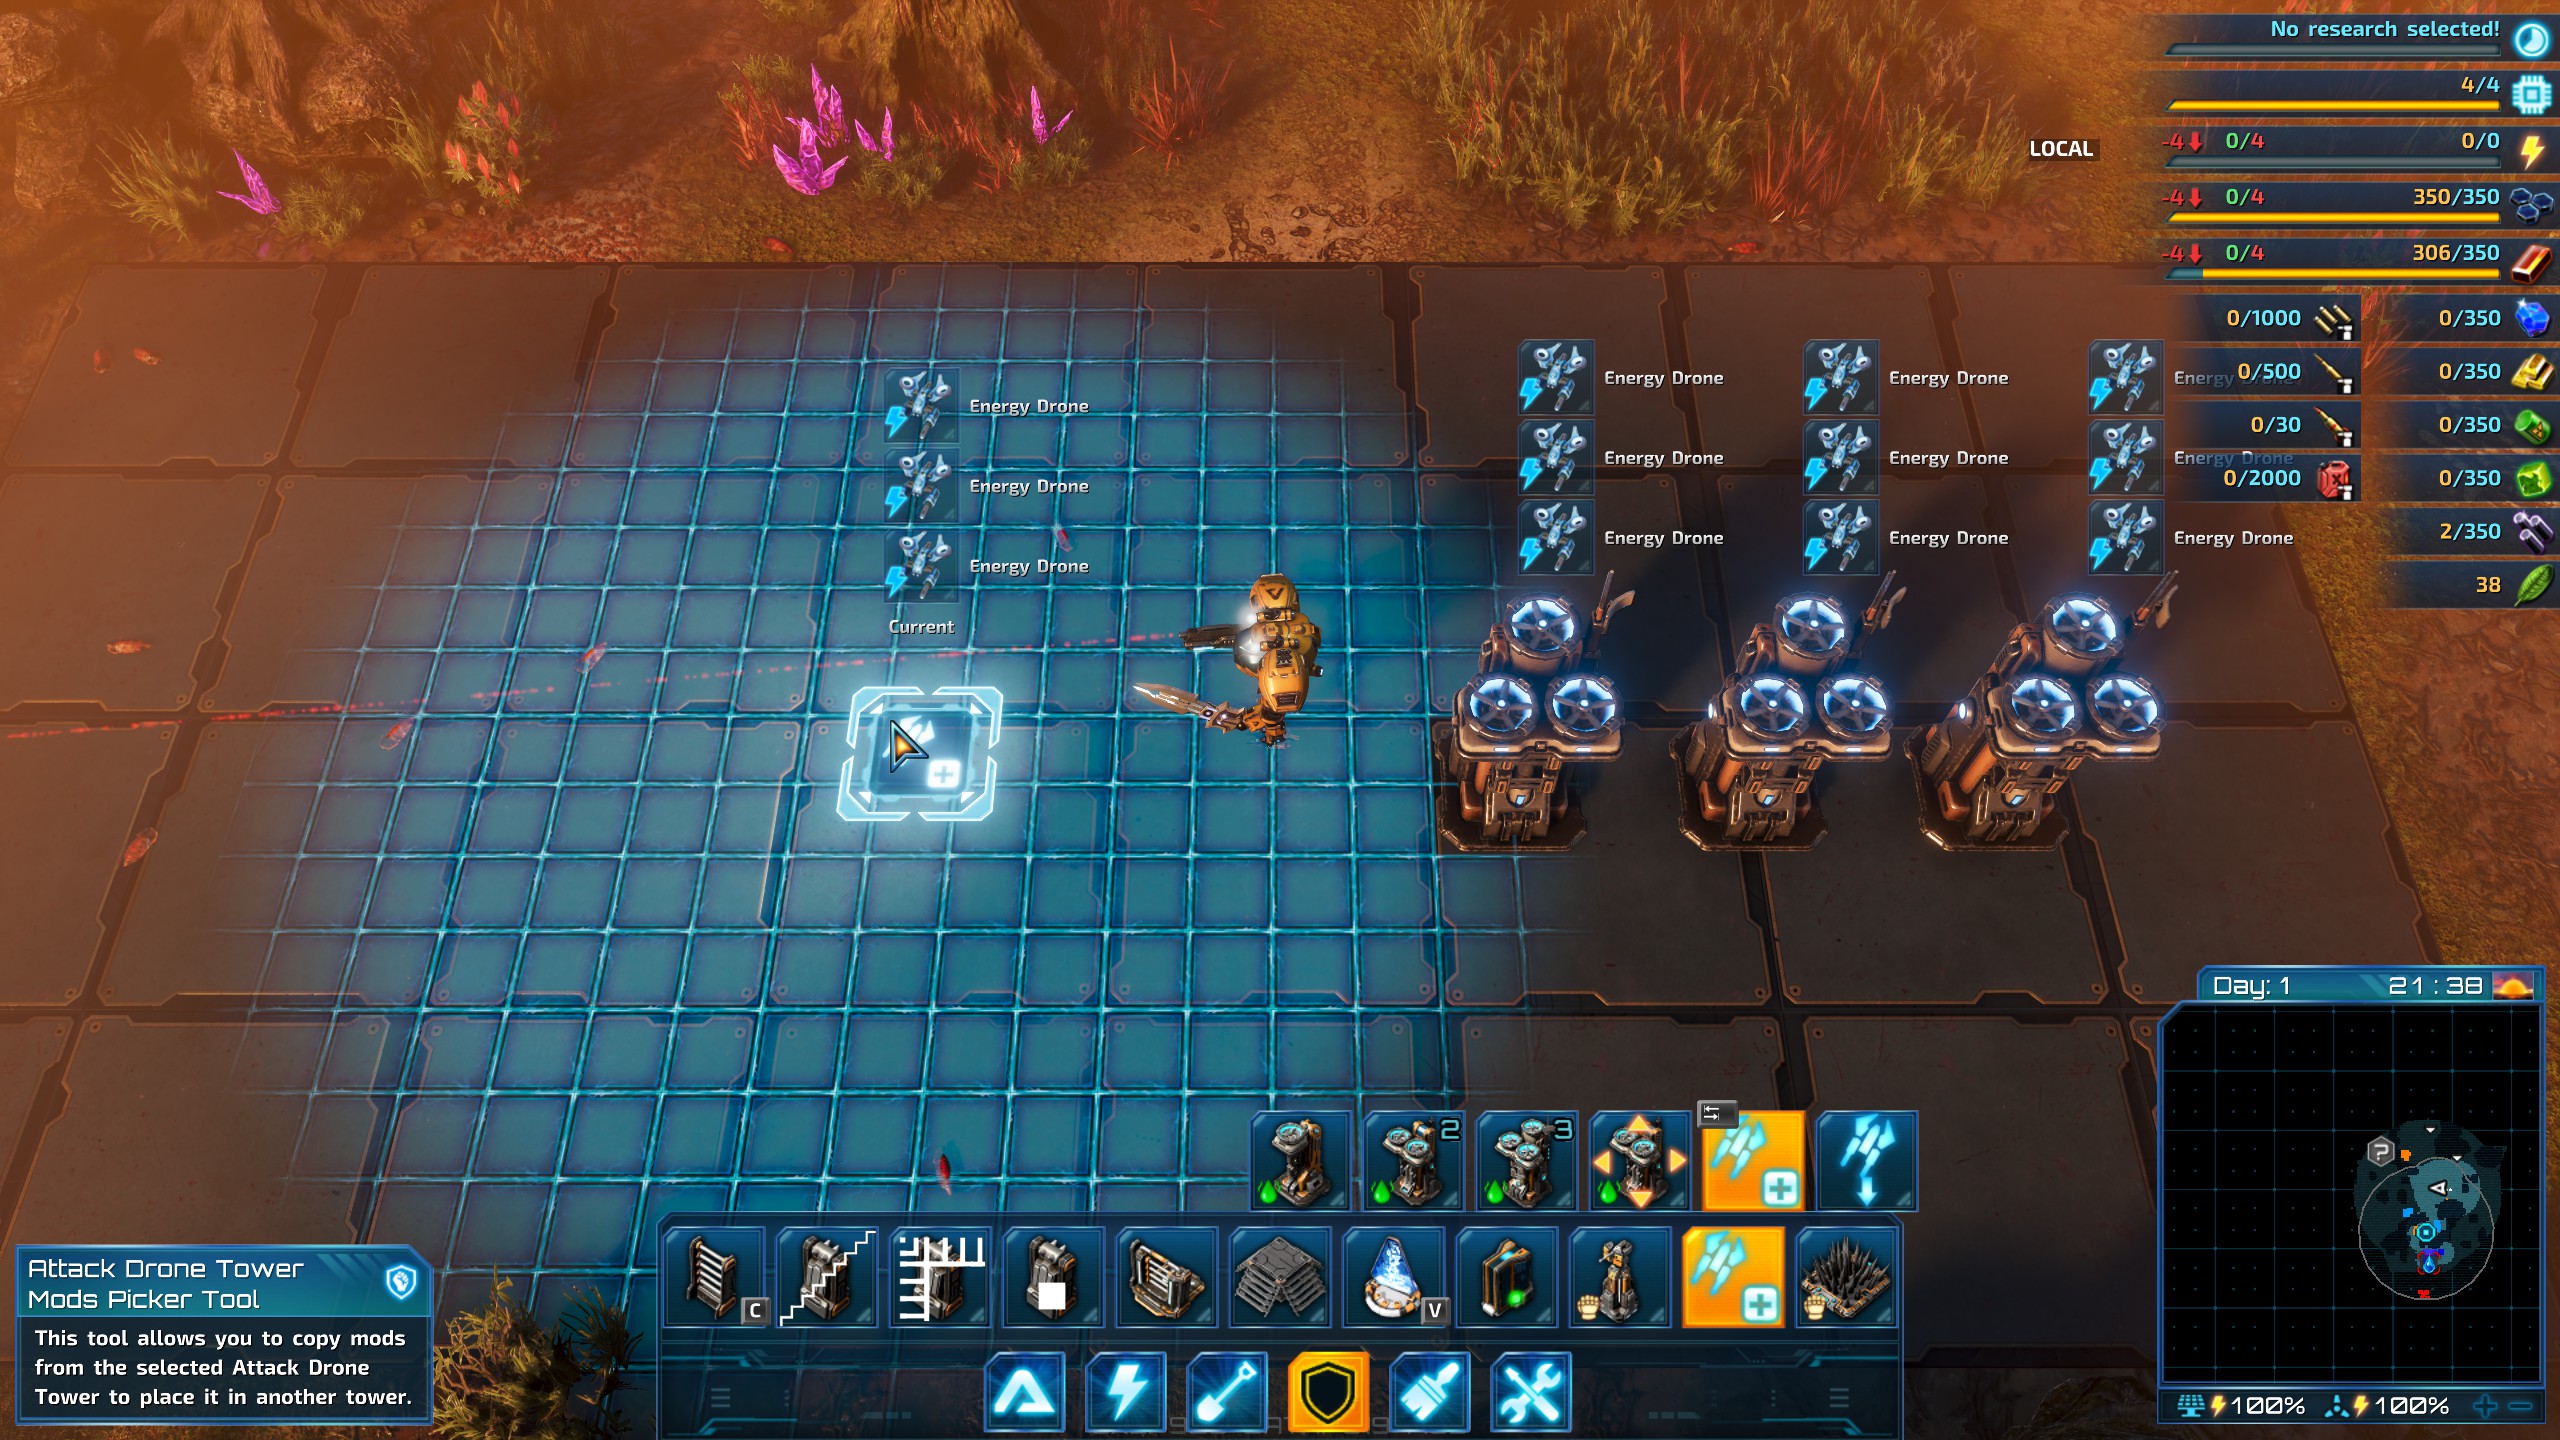 No research selected!
4/4
LOCAL
-4 0/4 0/0
-4 0/4 350/350
-4 0/4 306/350
0/1000 0/350
0/500 0/350
0/30 0/350
0/2000 0/350
2/350
38
Energy Drone
Energy Drone
Energy Drone
Current
Energy Drone Energy Drone Energy Drone
Energy Drone Energy Drone Energy Drone
Energy Drone Energy Drone Energy Drone
Day: 1 21:38
?
2 3
C V
Attack Drone Tower
Mods Picker Tool
This tool allows you to copy mods
from the selected Attack Drone
Tower to place it in another tower.
100% 100%